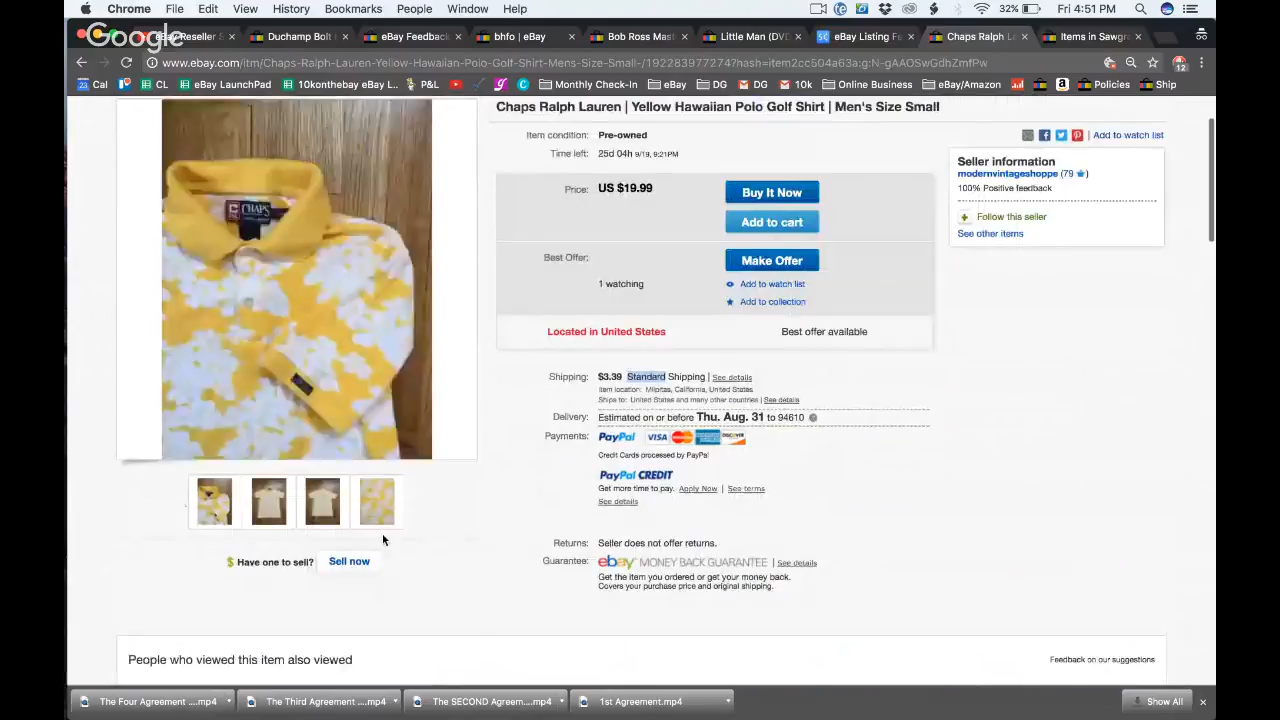 Chrome File Edit View History Bookmarks People Window Help 32% Fri 4:51 PM
Google
eBay Reseller S Duchamp Bolt eBay Feedback bhfo | eBay Bob Ross Mast Little Man (DVD eBay Listing Fe Chaps Ralph La Items in Sawgra
www.ebay.com/itm/Chaps-Ralph-Lauren-Yellow-Hawaiian-Polo-Golf-Shirt-Mens-Size-Small-/192283977274?hash=item2cc504a63a:g:N-gAAOSwGdhZmfPw
Cal CL eBay LaunchPad 10konthebay eBay L... P&L Monthly Check-In eBay DG DG 10k Online Business eBay/Amazon Policies Ship
Chaps Ralph Lauren | Yellow Hawaiian Polo Golf Shirt | Men's Size Small
Item condition: Pre-owned
Add to watch list
Time left: 25d 04h 9/19, 9:21PM
Seller information
modernvintageshoppe (79 )
100% Positive feedback
Price: US $19.99
Buy It Now
Add to cart
Follow this seller
See other items
Best Offer:
Make Offer
1 watching
Add to watch list
Add to collection
Located in United States Best offer available
CHAPS
Shipping: $3.39 Standard Shipping | See details
Item location: Milpitas, California, United States
Ships to: United States and many other countries | See details
Delivery: Estimated on or before Thu. Aug. 31 to 94610
Payments: PayPal VISA MasterCard AMERICAN EXPRESS DISCOVER
Credit Cards processed by PayPal
PayPal CREDIT
Get more time to pay. Apply Now | See terms
See details
Returns: Seller does not offer returns.
Guarantee: ebay MONEY BACK GUARANTEE | See details
Get the item you ordered or get your money back.
Covers your purchase price and original shipping.
Have one to sell? Sell now
People who viewed this item also viewed
Feedback on our suggestions
The Four Agreement ....mp4 The Third Agreement ....mp4 The SECOND Agreem....mp4 1st Agreement.mp4 Show All